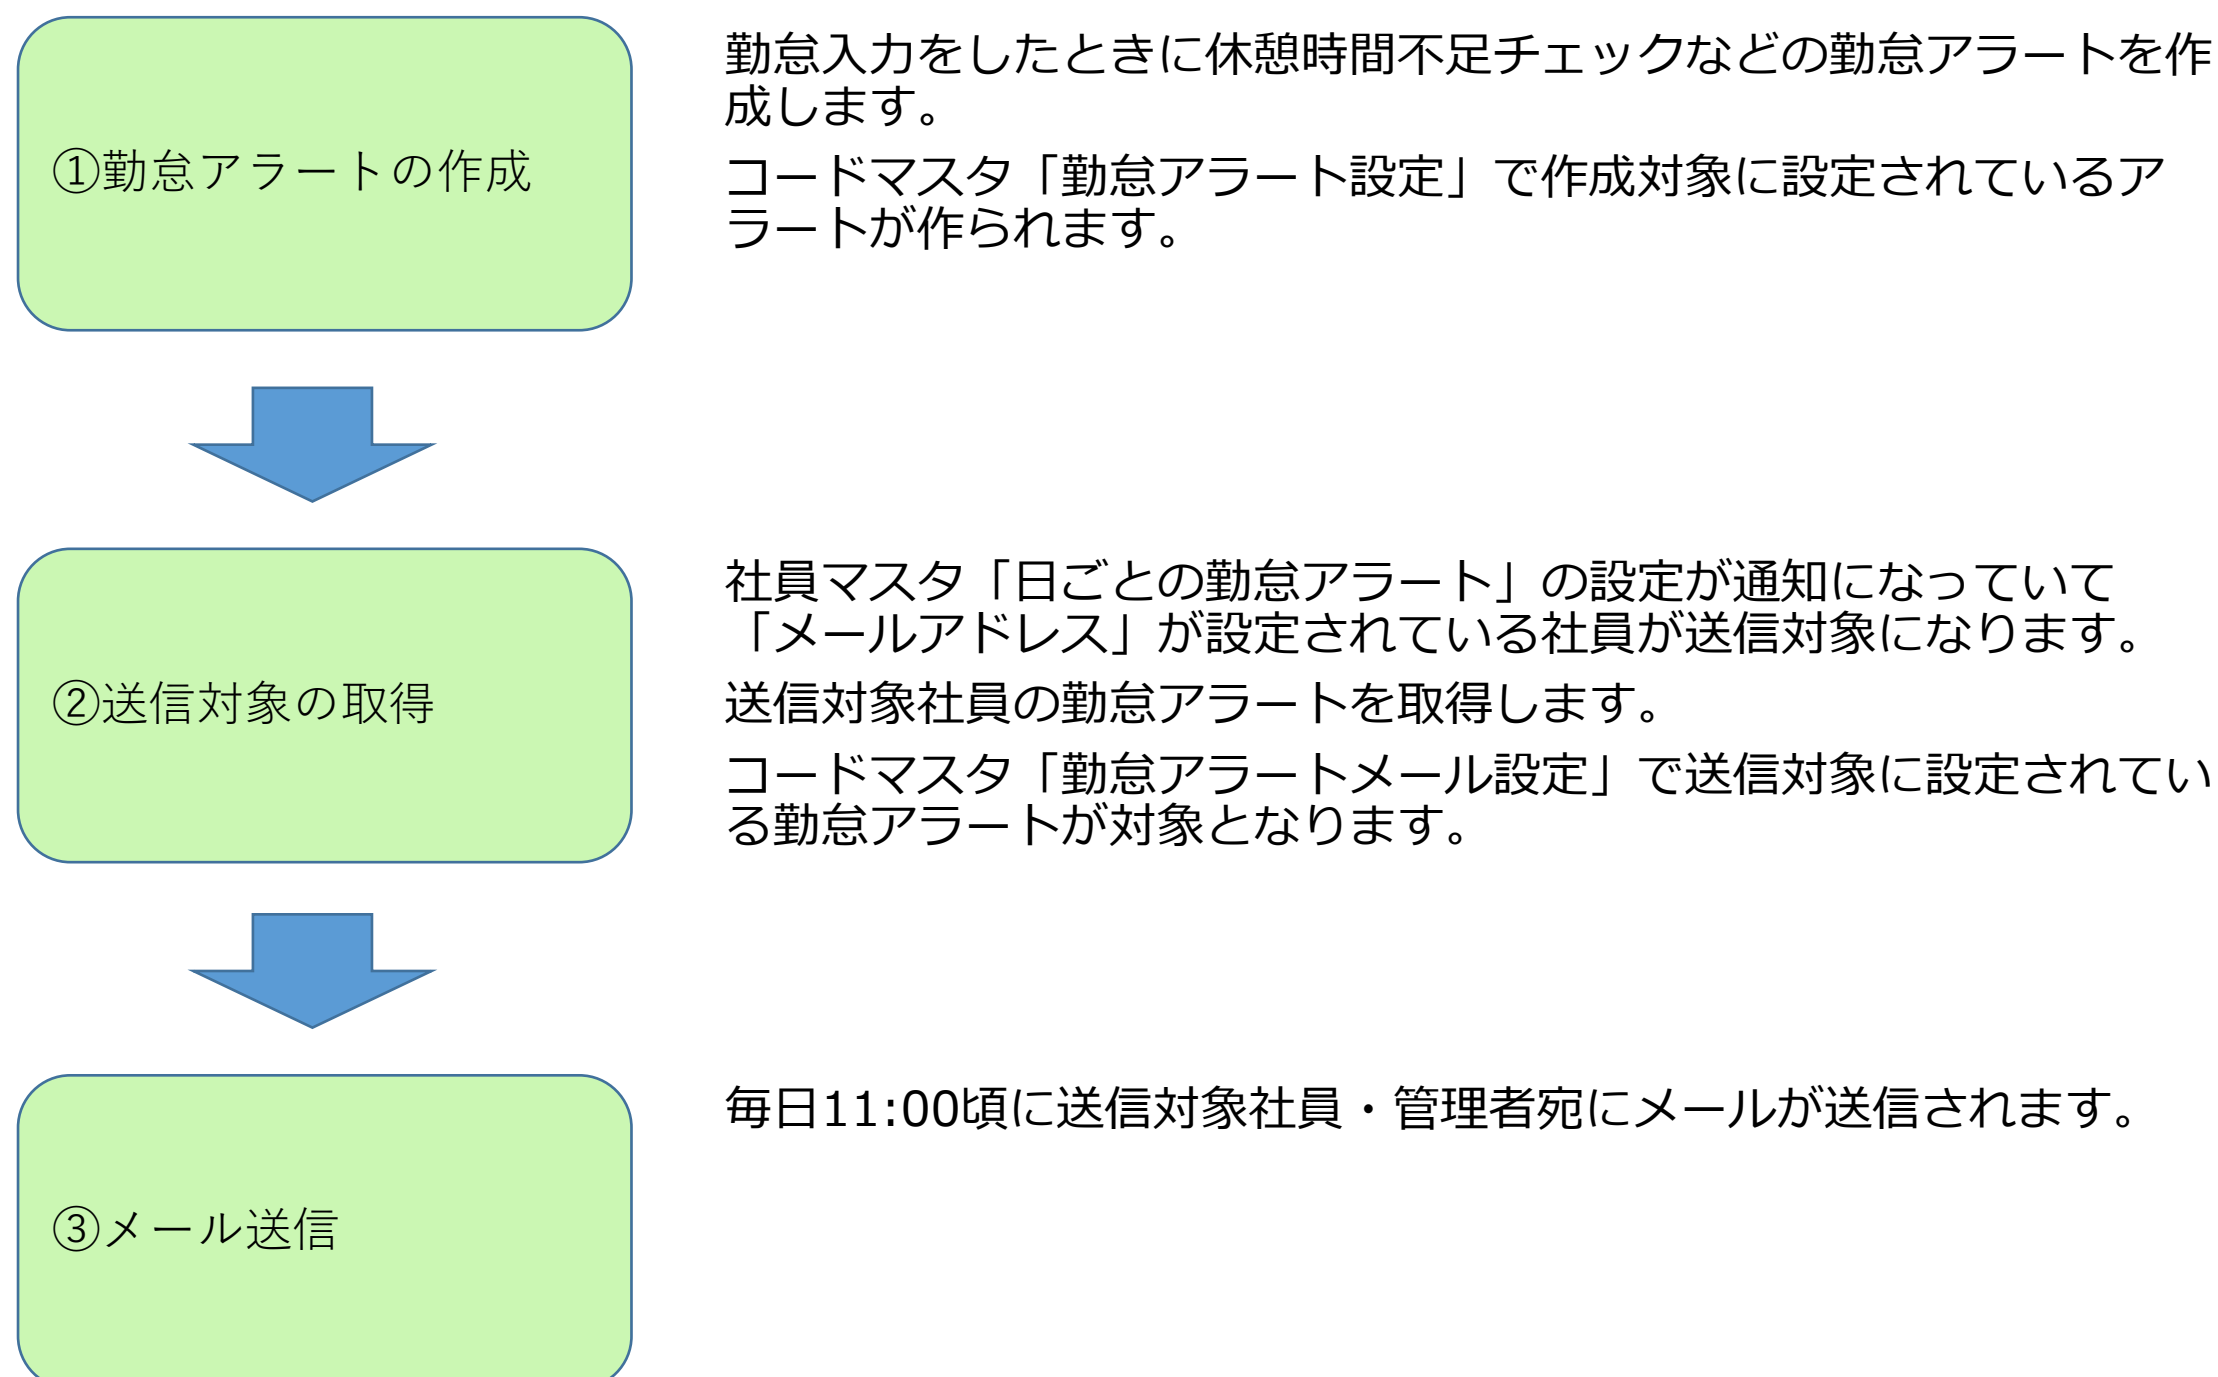 ①勤怠アラートの作成
勤怠入力をしたときに休憩時間不足チェックなどの勤怠アラートを作
成します。
コードマスタ「勤怠アラート設定」で作成対象に設定されているア
ラートが作られます。
②送信対象の取得
社員マスタ「日ごとの勤怠アラート」の設定が通知になっていて
「メールアドレス」が設定されている社員が送信対象になります。
送信対象社員の勤怠アラートを取得します。
コードマスタ「勤怠アラートメール設定」で送信対象に設定されてい
る勤怠アラートが対象となります。
③メール送信
毎日11:00頃に送信対象社員・管理者宛にメールが送信されます。